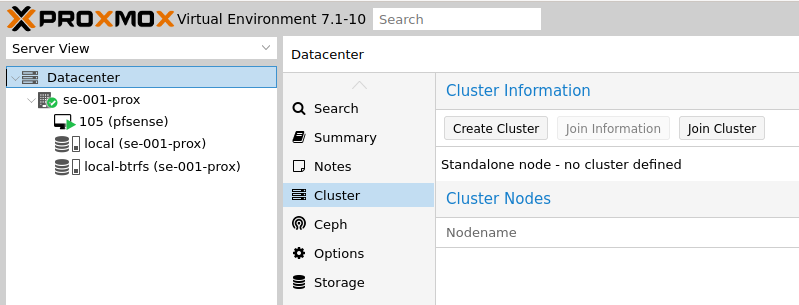 PROXMOX Virtual Environment 7.1-10 Search
Server View
Datacenter
se-001-prox
105 (pfsense)
local (se-001-prox)
local-btrfs (se-001-prox)
Datacenter
Search
Summary
Notes
Cluster
Ceph
Options
Storage
Cluster Information
Create Cluster Join Information Join Cluster
Standalone node - no cluster defined
Cluster Nodes
Nodename